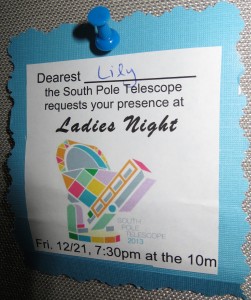 Dearest Lily
the South Pole Telescope
requests your presence at
Ladies Night
SOUTH
POLE
TELESCOPE
2013
Fri. 12/21, 7:30pm at the 10m